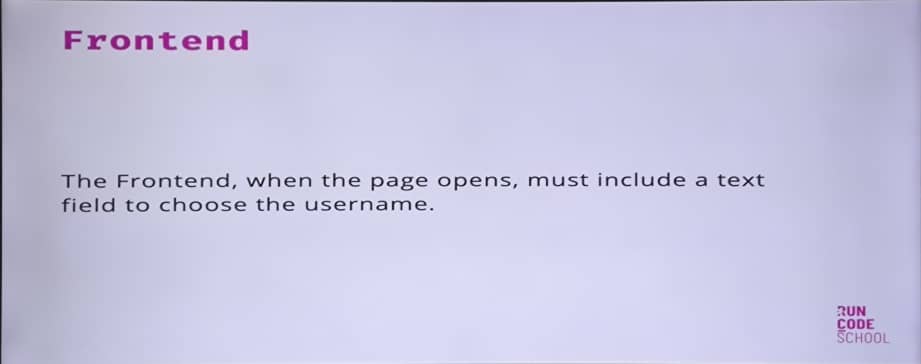 Frontend
The Frontend, when the page opens, must include a text
field to choose the username.
RUN
CODE
SCHOOL